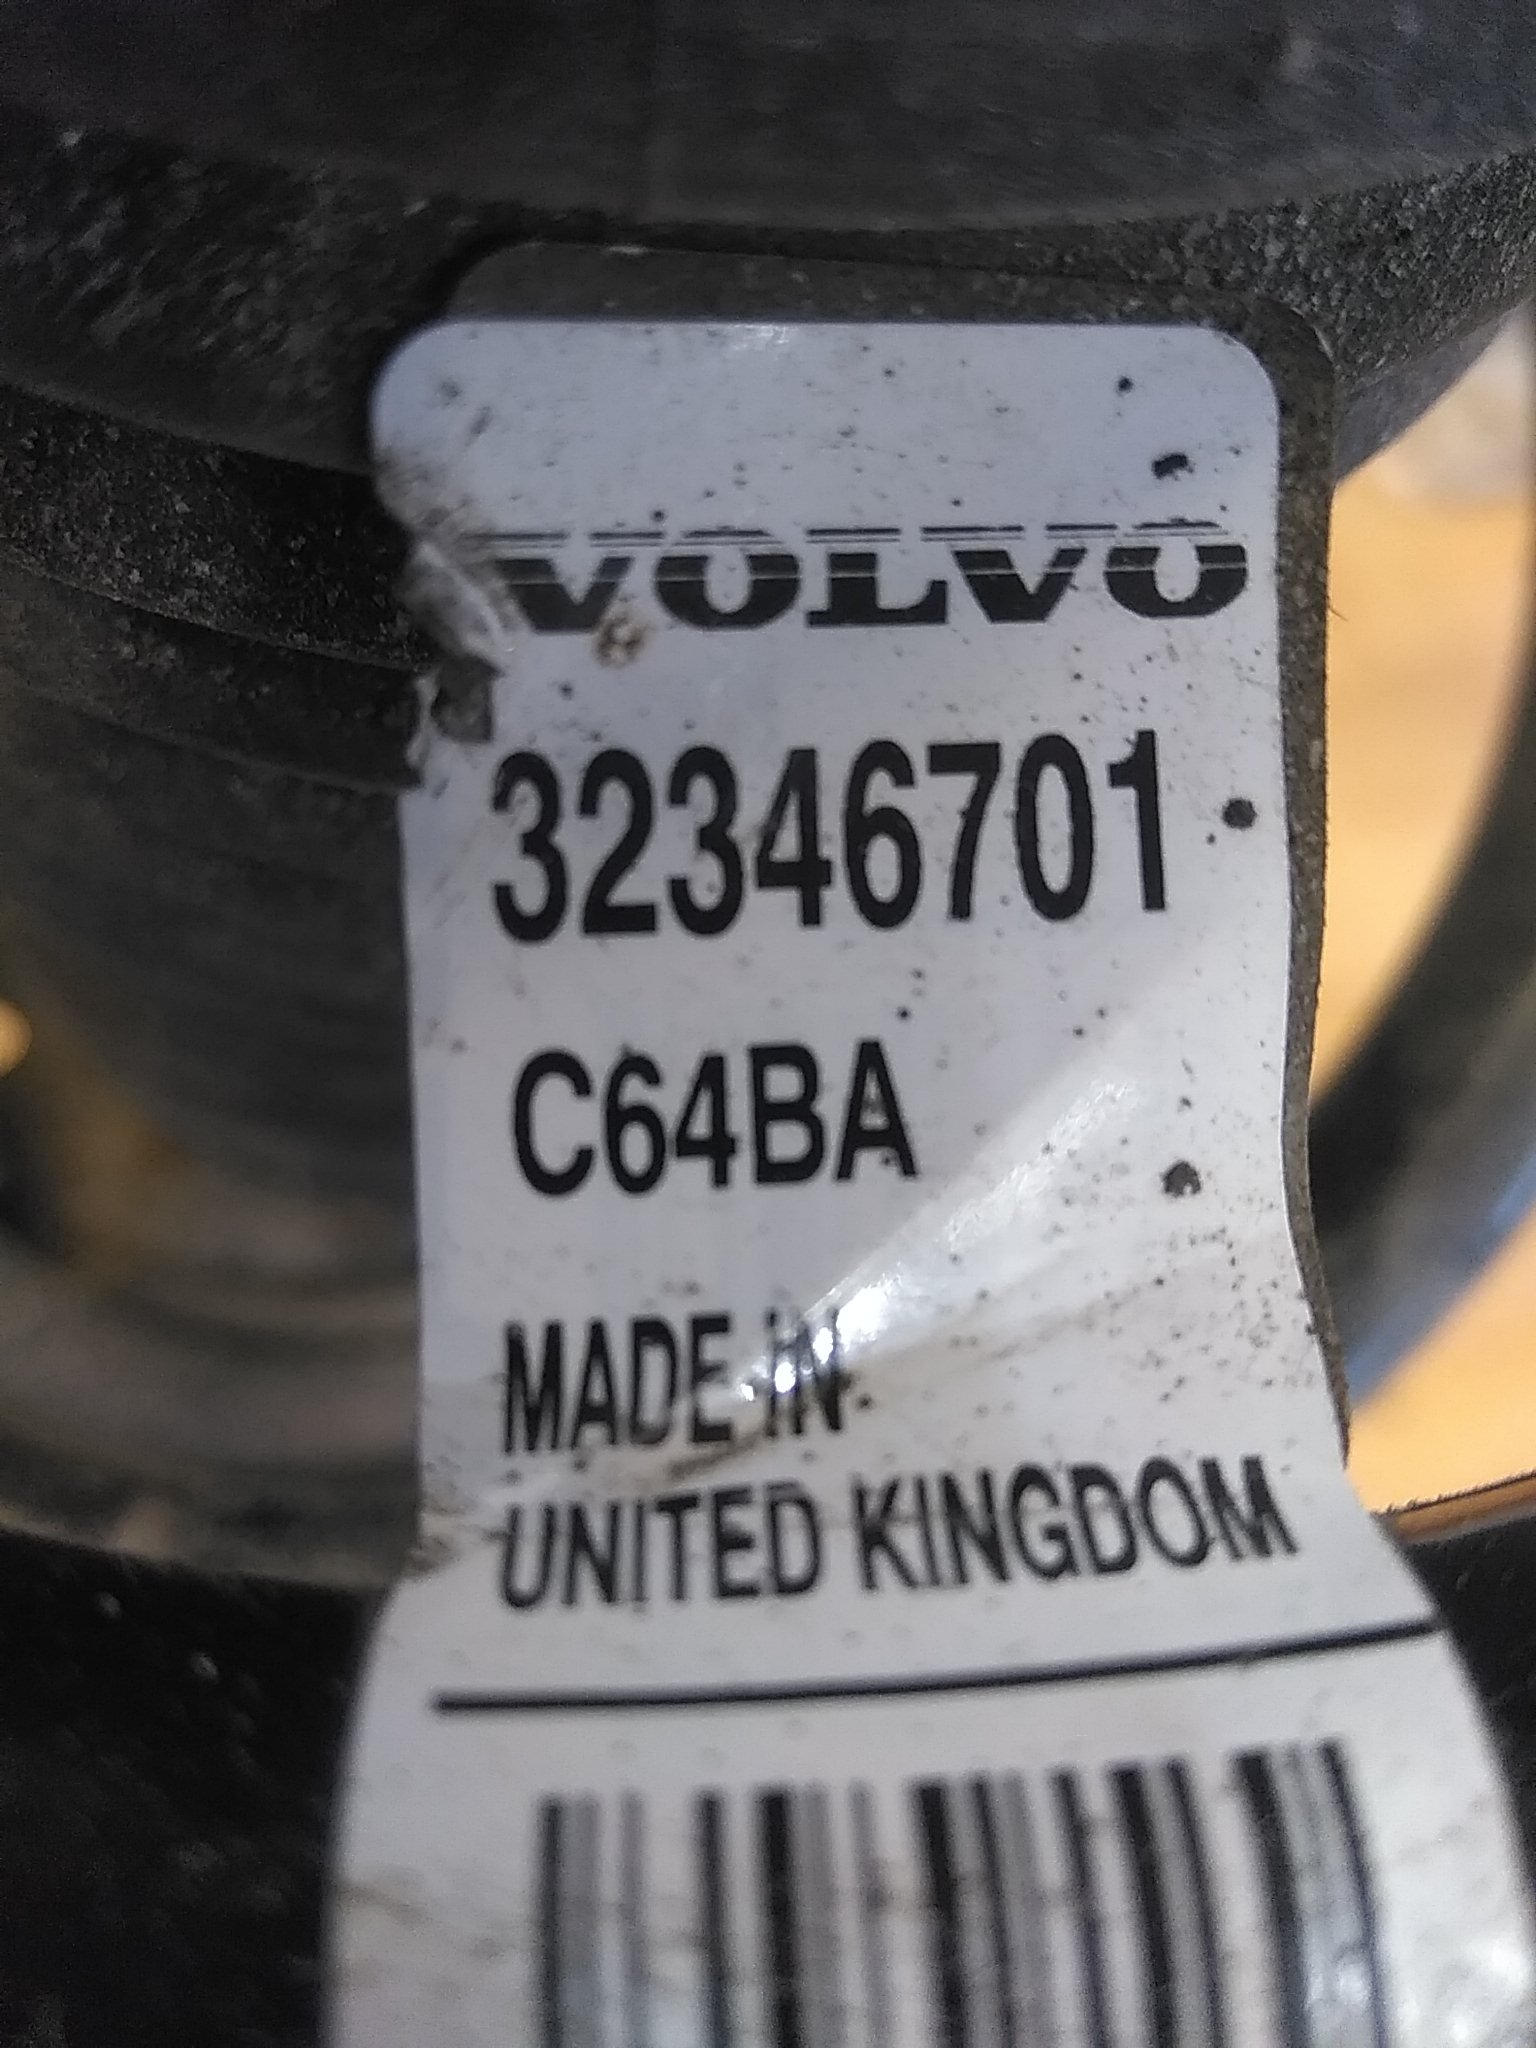 VOLVO
32346701
C64BA
MADE IN
UNITED KINGDOM